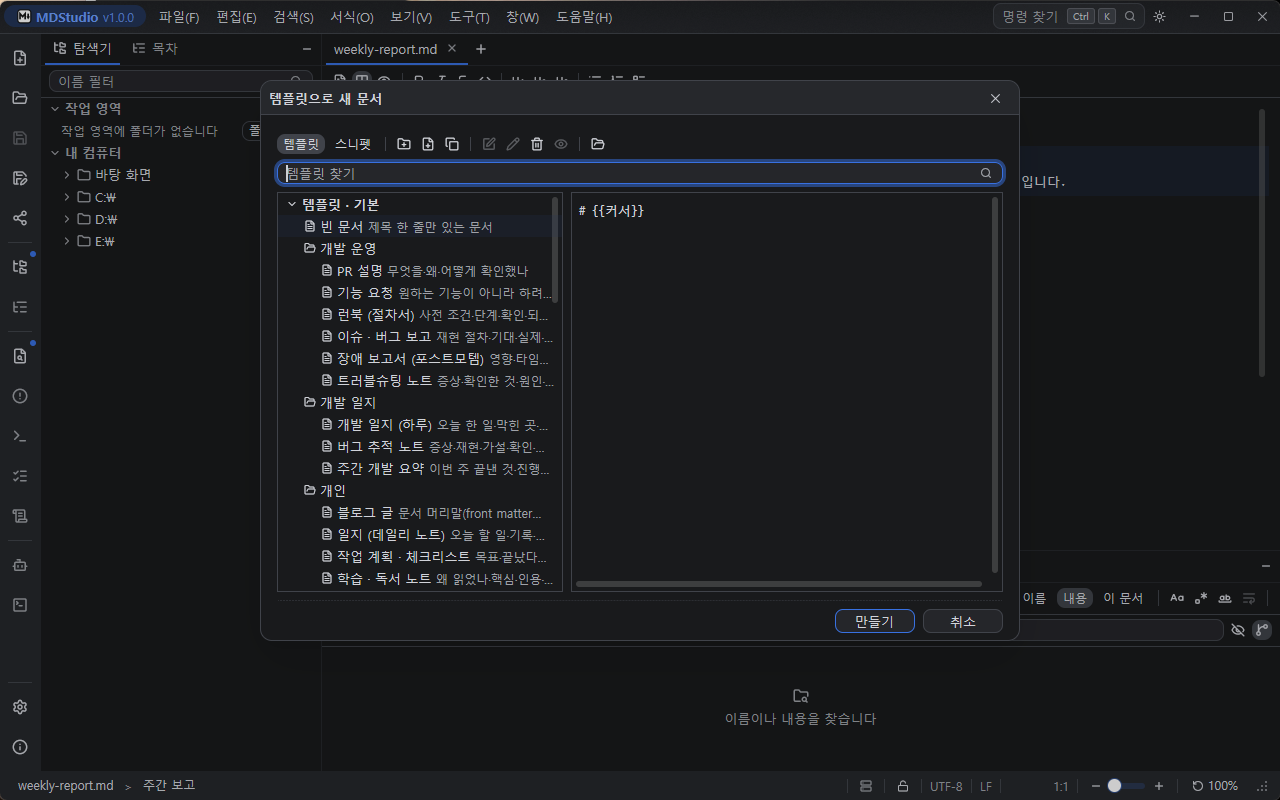 MDStudio v1.0.0 파일(F) 편집(E) 검색(S) 서식(O) 보기(V) 도구(T) 창(W) 도움말(H) 명령 찾기 Ctrl K
탐색기 목차
weekly-report.md
이름 필터
작업 영역
작업 영역에 폴더가 없습니다
내 컴퓨터
바탕 화면
C:₩
D:₩
E:₩
입니다.
템플릿으로 새 문서
템플릿 스니펫
템플릿 찾기
템플릿 · 기본
빈 문서 제목 한 줄만 있는 문서
개발 운영
PR 설명 무엇을·왜·어떻게 확인했나
기능 요청 원하는 기능이 아니라 하려...
런북 (절차서) 사전 조건·단계·확인·되...
이슈 · 버그 보고 재현 절차·기대·실제·...
장애 보고서 (포스트모템) 영향·타임...
트러블슈팅 노트 증상·확인한 것·원인·...
개발 일지
개발 일지 (하루) 오늘 한 일·막힌 곳·...
버그 추적 노트 증상·재현·가설·확인·...
주간 개발 요약 이번 주 끝낸 것·진행...
개인
블로그 글 문서 머리말(front matter...
일지 (데일리 노트) 오늘 할 일·기록·...
작업 계획 · 체크리스트 목표·끝났다...
학습 · 독서 노트 왜 읽었나·핵심·인용·...
# {{커서}}
만들기 취소
이름 내용 이 문서 Aa ab
이름이나 내용을 찾습니다
weekly-report.md > 주간 보고 UTF-8 LF 1:1 100%